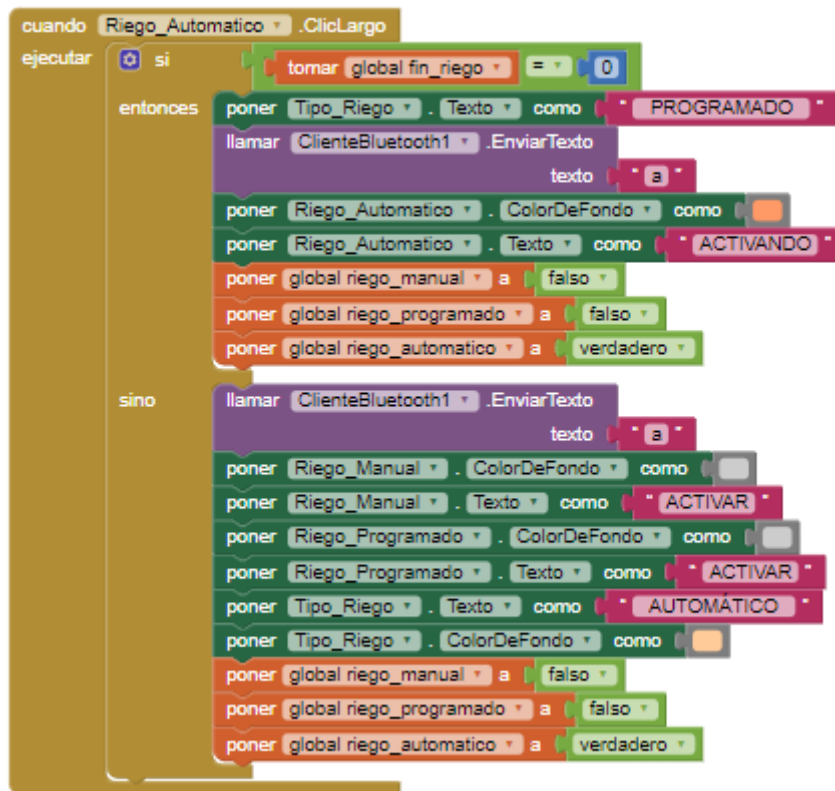 cuando Riego_Automatico .ClicLargo
ejecutar si tomar global fin_riego = 0
entonces poner Tipo_Riego . Texto como " PROGRAMADO "
llamar ClienteBluetooth1 .EnviarTexto
texto " a "
poner Riego_Automatico . ColorDeFondo como
poner Riego_Automatico . Texto como " ACTIVANDO "
poner global riego_manual a falso
poner global riego_programado a falso
poner global riego_automatico a verdadero
sino llamar ClienteBluetooth1 .EnviarTexto
texto " a "
poner Riego_Manual . ColorDeFondo como
poner Riego_Manual . Texto como " ACTIVAR "
poner Riego_Programado . ColorDeFondo como
poner Riego_Programado . Texto como " ACTIVAR "
poner Tipo_Riego . Texto como " AUTOMÁTICO "
poner Tipo_Riego . ColorDeFondo como
poner global riego_manual a falso
poner global riego_programado a falso
poner global riego_automatico a verdadero